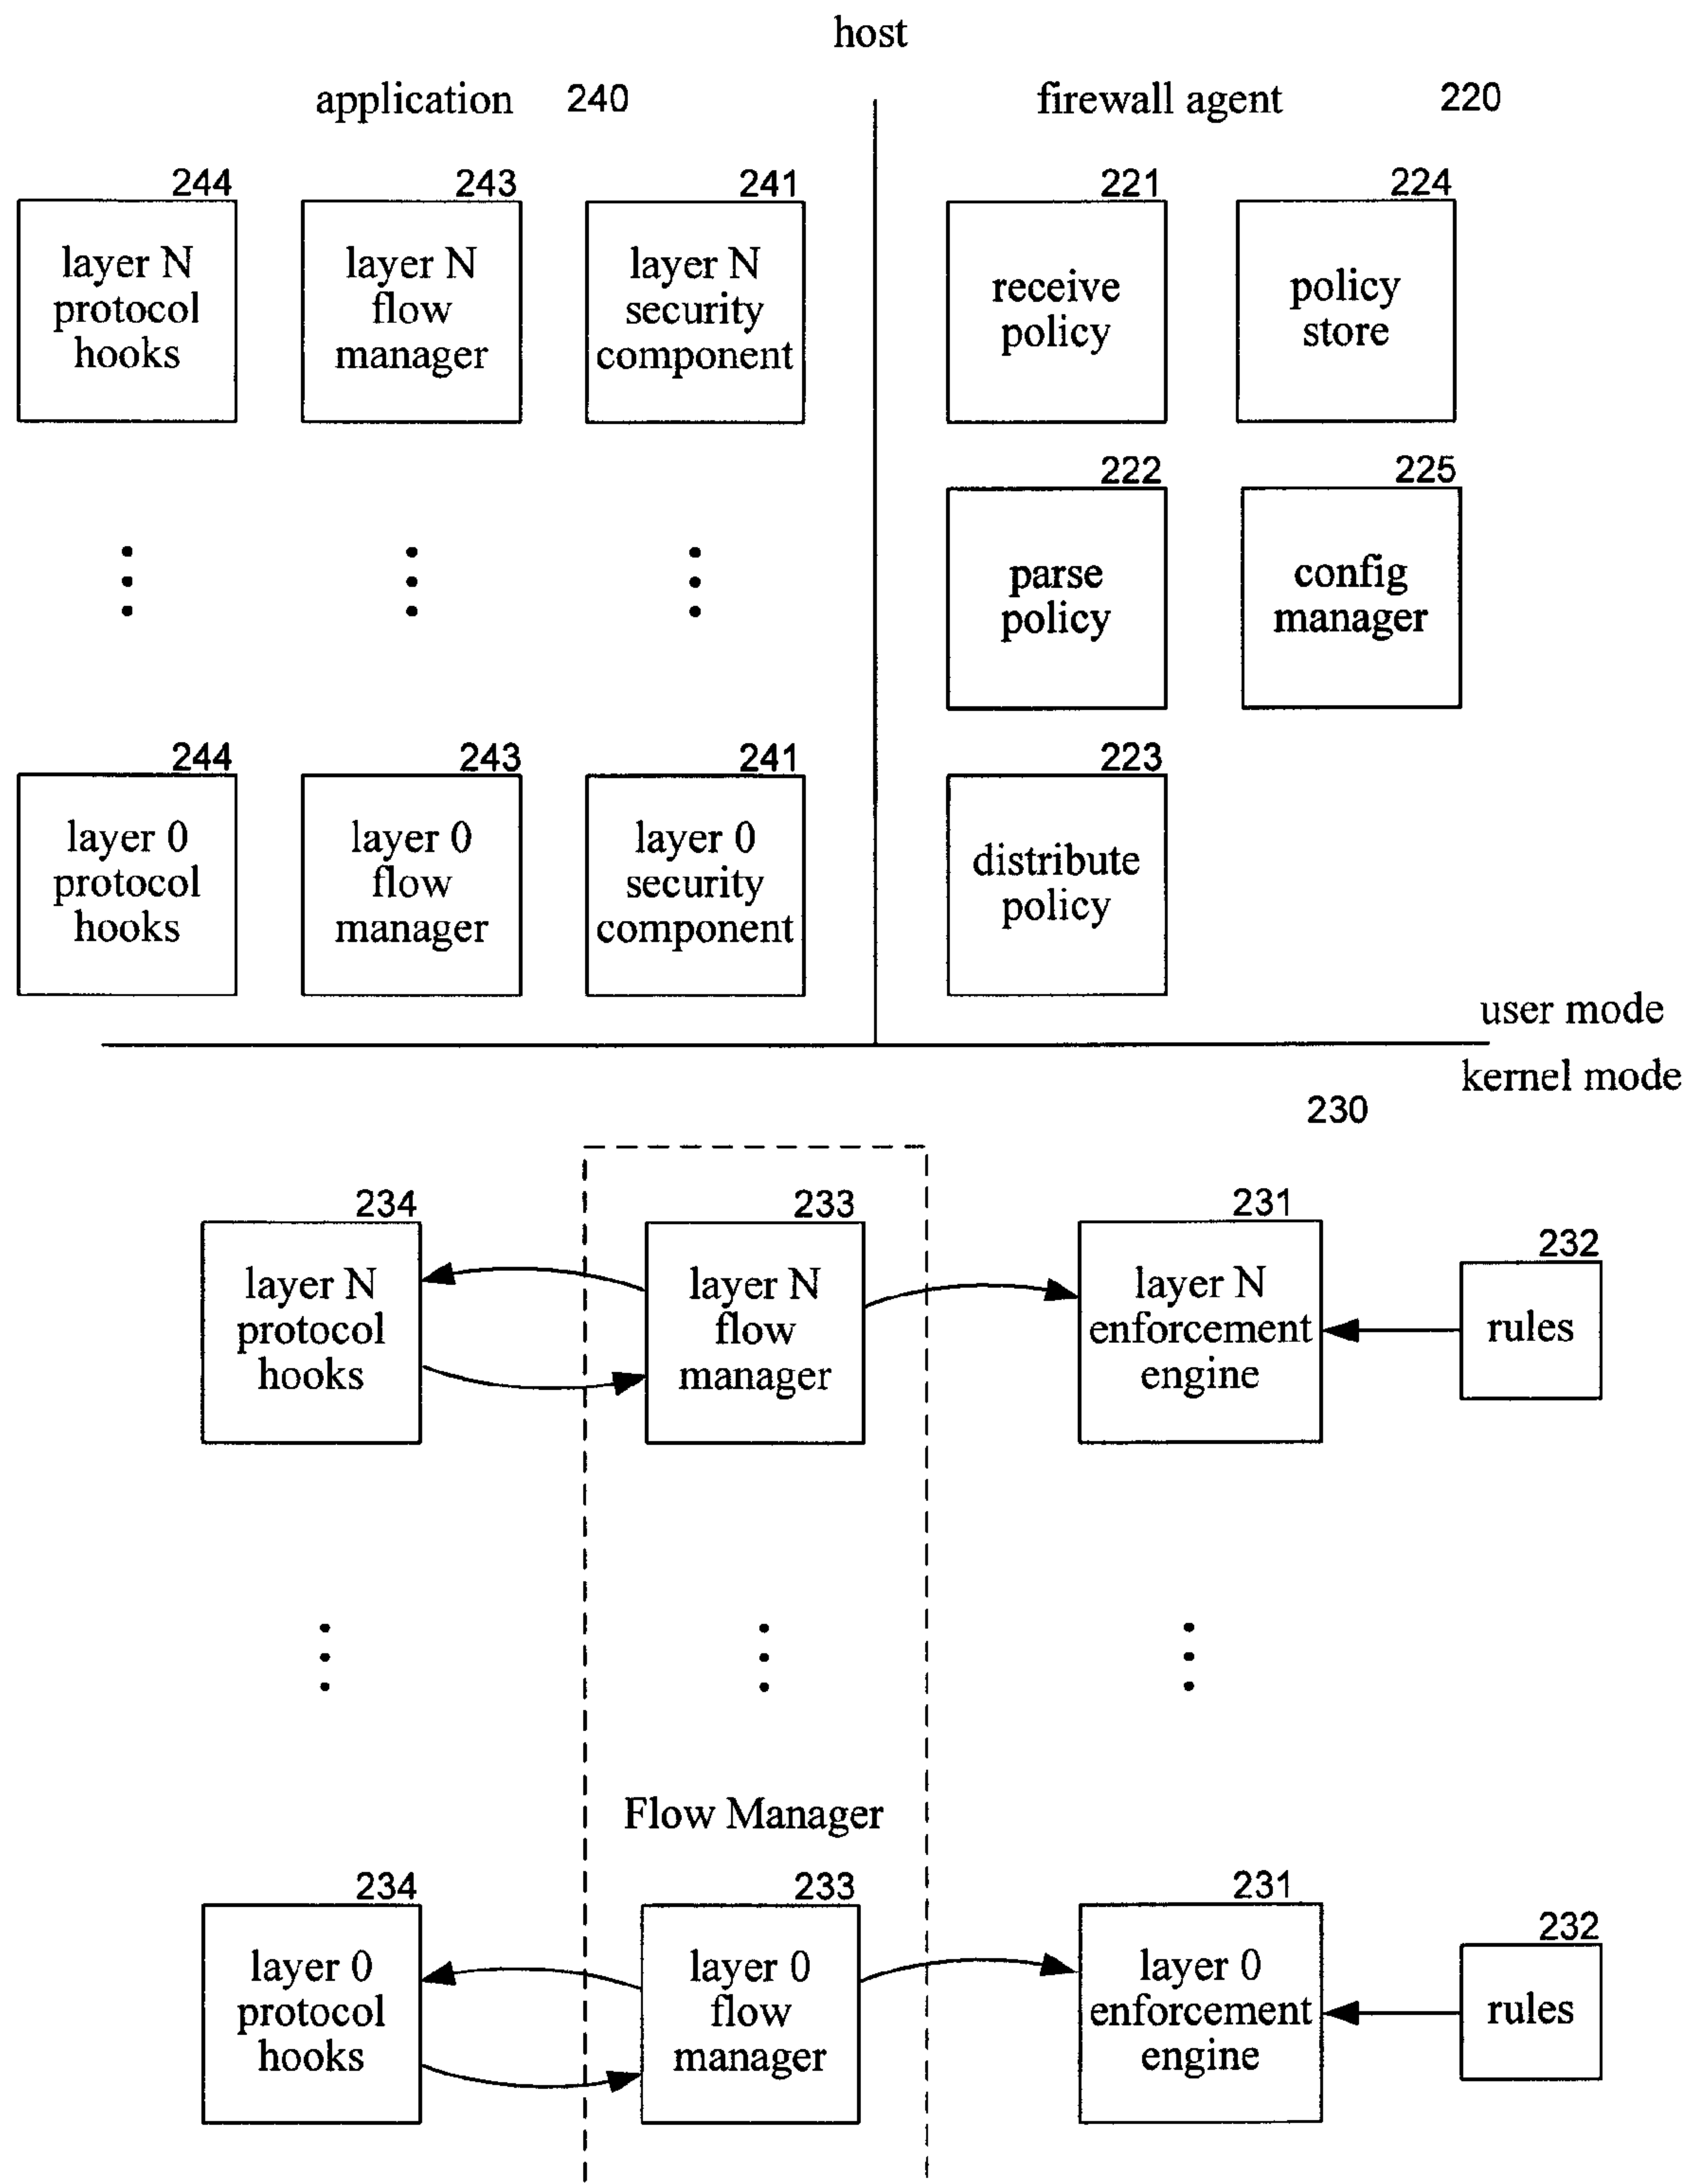 host
application 240
firewall agent 220
244
layer N
protocol
hooks
243
layer N
flow
manager
241
layer N
security
component
221
receive
policy
224
policy
store
222
parse
policy
225
config
manager
244
layer 0
protocol
hooks
243
layer 0
flow
manager
241
layer 0
security
component
223
distribute
policy
user mode
kernel mode
230
234
layer N
protocol
hooks
233
layer N
flow
manager
231
layer N
enforcement
engine
232
rules
Flow Manager
234
layer 0
protocol
hooks
233
layer 0
flow
manager
231
layer 0
enforcement
engine
232
rules